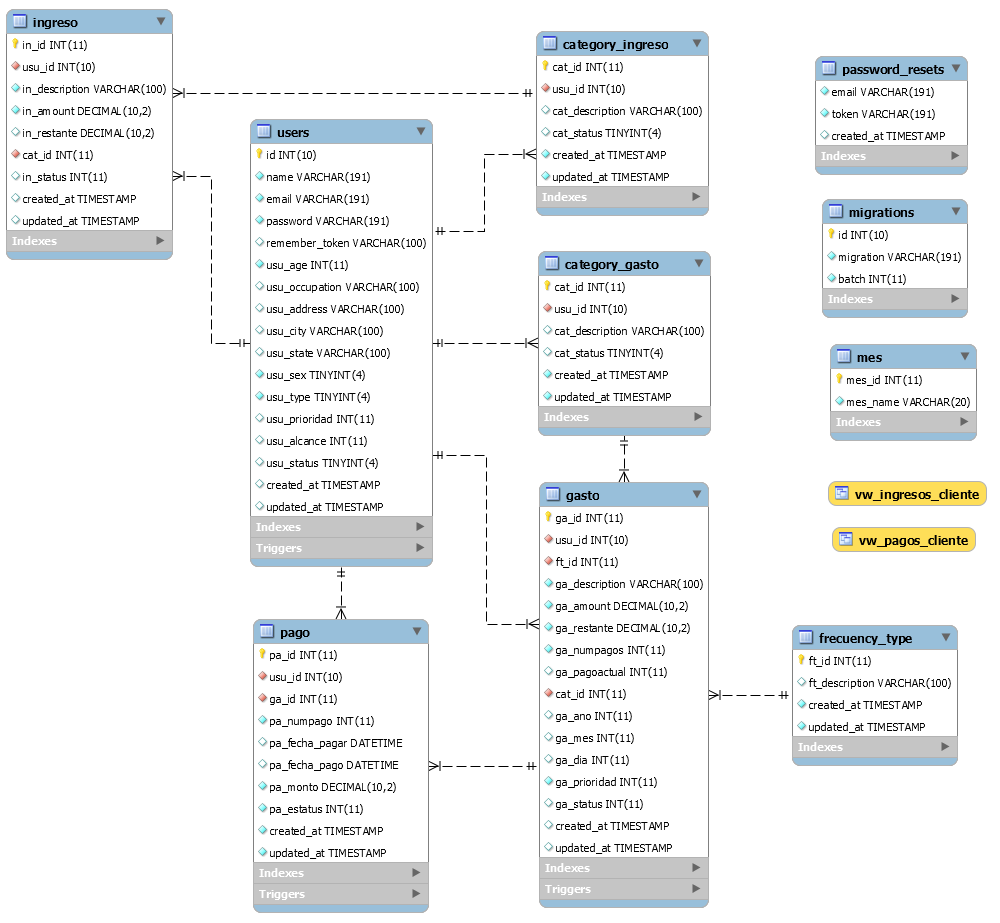 ingreso
in_id INT(11)
usu_id INT(10)
in_description VARCHAR(100)
in_amount DECIMAL(10,2)
in_restante DECIMAL(10,2)
cat_id INT(11)
in_status INT(11)
created_at TIMESTAMP
updated_at TIMESTAMP
Indexes
users
id INT(10)
name VARCHAR(191)
email VARCHAR(191)
password VARCHAR(191)
remember_token VARCHAR(100)
usu_age INT(11)
usu_occupation VARCHAR(100)
usu_address VARCHAR(100)
usu_city VARCHAR(100)
usu_state VARCHAR(100)
usu_sex TINYINT(4)
usu_type TINYINT(4)
usu_prioridad INT(11)
usu_alcance INT(11)
usu_status TINYINT(4)
created_at TIMESTAMP
updated_at TIMESTAMP
Indexes
Triggers
pago
pa_id INT(11)
usu_id INT(10)
ga_id INT(11)
pa_numpago INT(11)
pa_fecha_pagar DATETIME
pa_fecha_pago DATETIME
pa_monto DECIMAL(10,2)
pa_estatus INT(11)
created_at TIMESTAMP
updated_at TIMESTAMP
Indexes
Triggers
category_ingreso
cat_id INT(11)
usu_id INT(10)
cat_description VARCHAR(100)
cat_status TINYINT(4)
created_at TIMESTAMP
updated_at TIMESTAMP
Indexes
category_gasto
cat_id INT(11)
usu_id INT(10)
cat_description VARCHAR(100)
cat_status TINYINT(4)
created_at TIMESTAMP
updated_at TIMESTAMP
Indexes
gasto
ga_id INT(11)
usu_id INT(10)
ft_id INT(11)
ga_description VARCHAR(100)
ga_amount DECIMAL(10,2)
ga_restante DECIMAL(10,2)
ga_numpagos INT(11)
ga_pagoactual INT(11)
cat_id INT(11)
ga_ano INT(11)
ga_mes INT(11)
ga_dia INT(11)
ga_prioridad INT(11)
ga_status INT(11)
created_at TIMESTAMP
updated_at TIMESTAMP
Indexes
Triggers
password_resets
email VARCHAR(191)
token VARCHAR(191)
created_at TIMESTAMP
Indexes
migrations
id INT(10)
migration VARCHAR(191)
batch INT(11)
Indexes
mes
mes_id INT(11)
mes_name VARCHAR(20)
Indexes
vw_ingresos_cliente
vw_pagos_cliente
frecuency_type
ft_id INT(11)
ft_description VARCHAR(100)
created_at TIMESTAMP
updated_at TIMESTAMP
Indexes